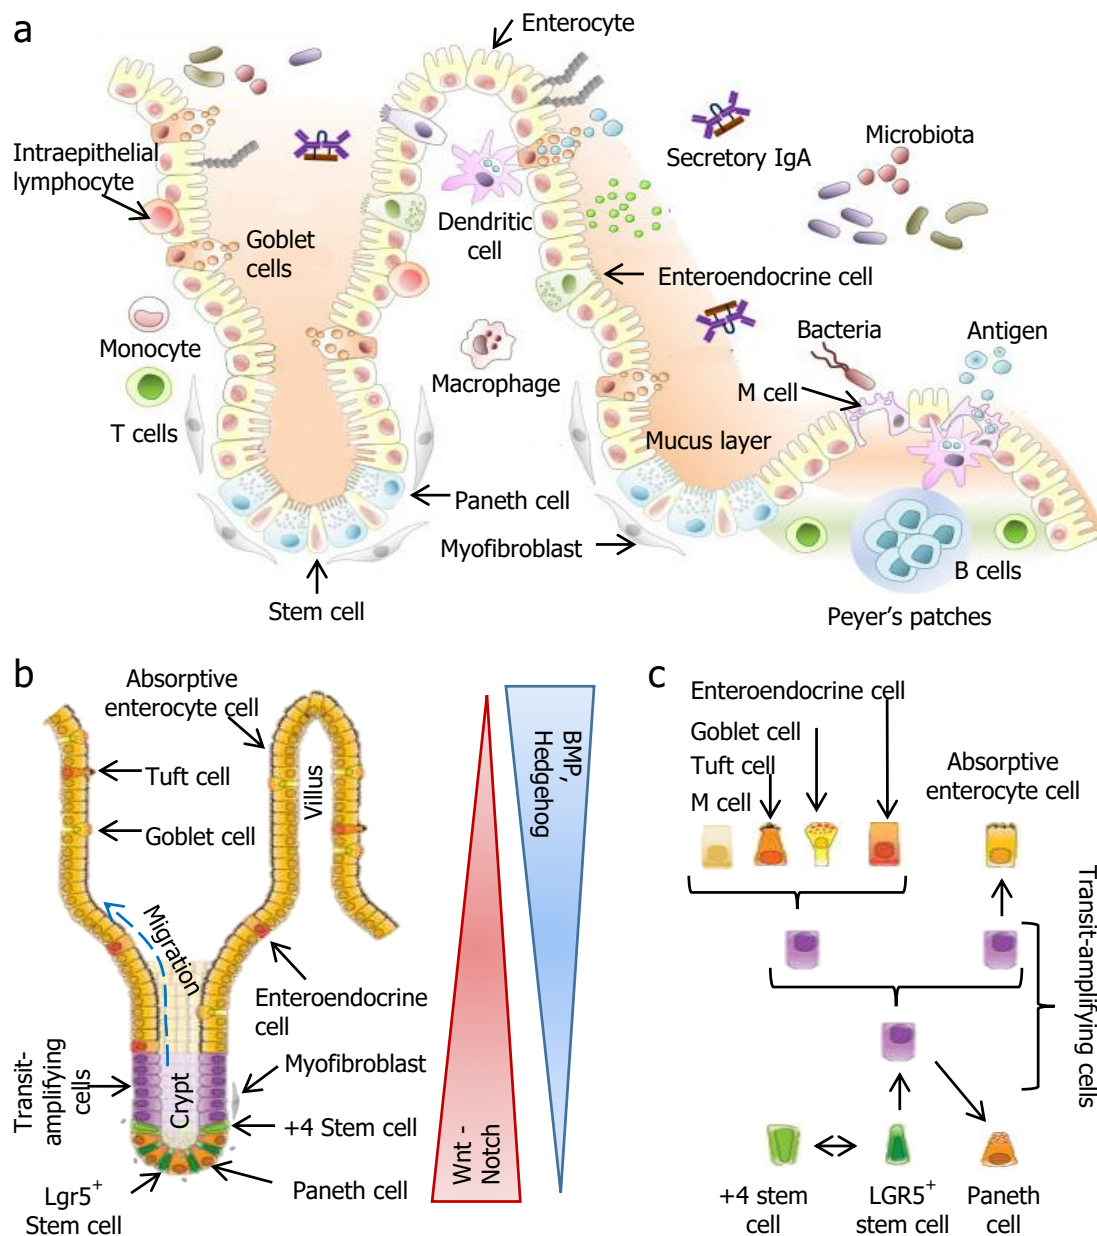 a
Enterocyte
Intraepithelial
lymphocyte
Goblet
cells
Dendritic
cell
Secretory IgA
Microbiota
Enteroendocrine cell
Monocyte
T cells
Macrophage
Bacteria
Antigen
M cell
Mucus layer
Paneth cell
Myofibroblast
Stem cell
B cells
Peyer’s patches
b
Absorptive
enterocyte cell
Tuft cell
Goblet cell
Villus
Migration
Enteroendocrine
cell
Transit-
amplifying
cells
Crypt
Myofibroblast
+4 Stem cell
Paneth cell
Lgr5+
Stem cell
BMP,
Hedgehog
Wnt -
Notch
c
Enteroendocrine cell
Goblet cell
Tuft cell
M cell
Absorptive
enterocyte cell
Transit-amplifying cells
+4 stem
cell
LGR5+
stem cell
Paneth
cell